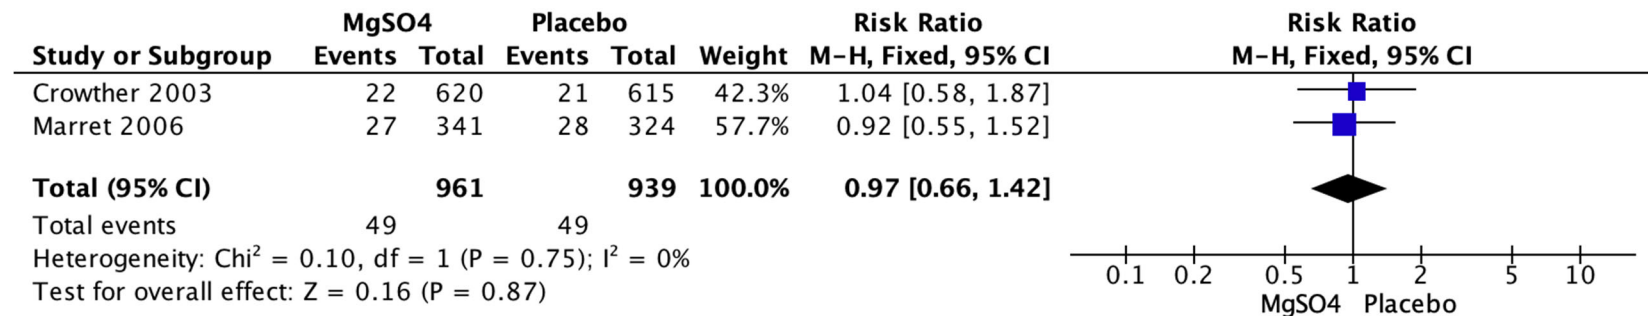 MgSO4 Placebo Risk Ratio Risk Ratio
Study or Subgroup Events Total Events Total Weight M-H, Fixed, 95% CI M-H, Fixed, 95% CI
Crowther 2003 22 620 21 615 42.3% 1.04 [0.58, 1.87]
Marret 2006 27 341 28 324 57.7% 0.92 [0.55, 1.52]
Total (95% CI) 961 939 100.0% 0.97 [0.66, 1.42]
Total events 49 49
Heterogeneity: Chi² = 0.10, df = 1 (P = 0.75); I² = 0%
Test for overall effect: Z = 0.16 (P = 0.87)
0.1 0.2 0.5 1 2 5 10
MgSO4 Placebo